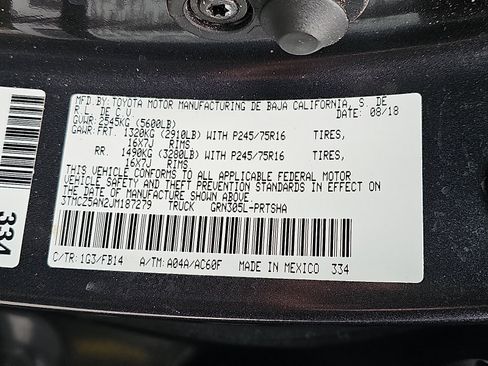 MFD.BY:TOYOTA MOTOR MANUFACTURING DE BAJA CALIFORNIA, S. DE
R.L. DE C.V. DATE: 08/18
GVWR:2545KG (5600LB)
GAWR:FRT. 1320KG (2910LB) WITH P245/75R16 TIRES,
16X7J RIMS
RR. 1490KG (3280LB) WITH P245/75R16 TIRES,
16X7J RIMS
THIS VEHICLE CONFORMS TO ALL APPLICABLE FEDERAL MOTOR
VEHICLE SAFETY AND THEFT PREVENTION STANDARDS IN EFFECT ON
THE DATE OF MANUFACTURE SHOWN ABOVE.
3TMCZ5AN2JM187279 TRUCK GRN305L-PRTSHA
C/TR:1G3/FB14 A/TM:A04A/AC60F MADE IN MEXICO 334
334